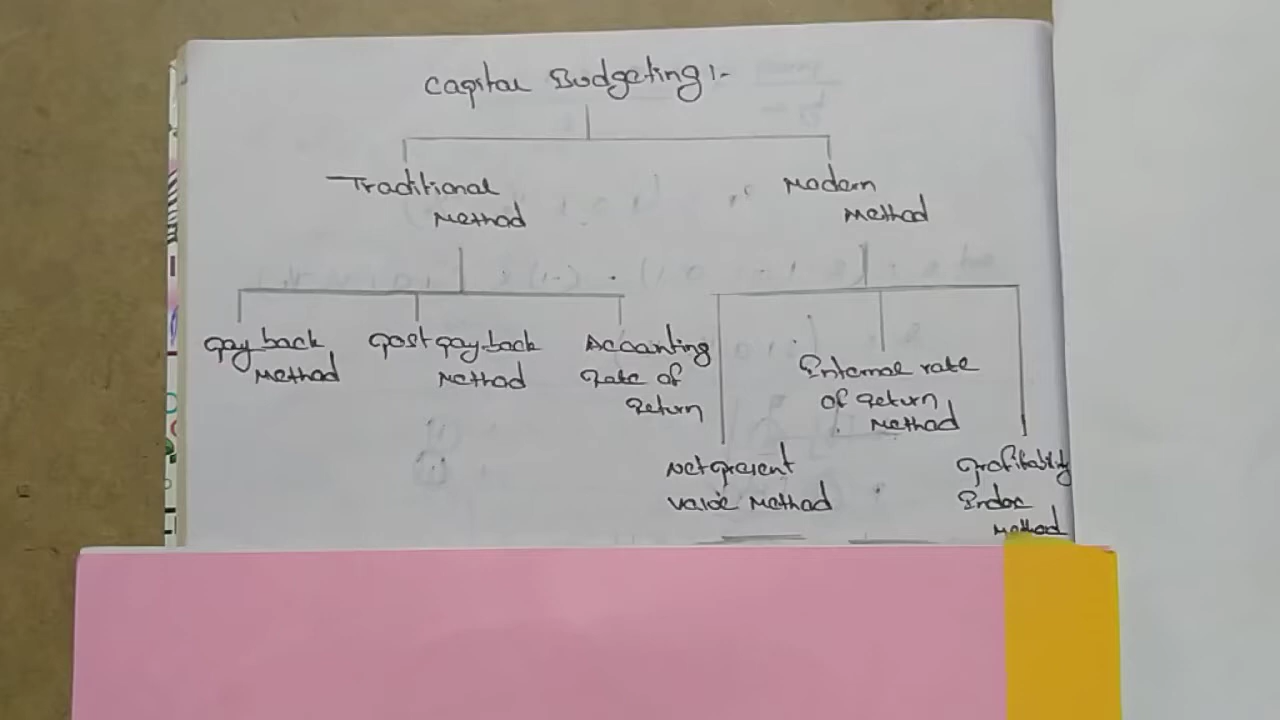 Capital Budgeting :-
Traditional
Method
Modern
Method
Pay back
Method
Post pay-back
Method
Accounting
Rate of
Return
Net present
value Method
Internal rate
of Return
Method
Profitability
Index
Method